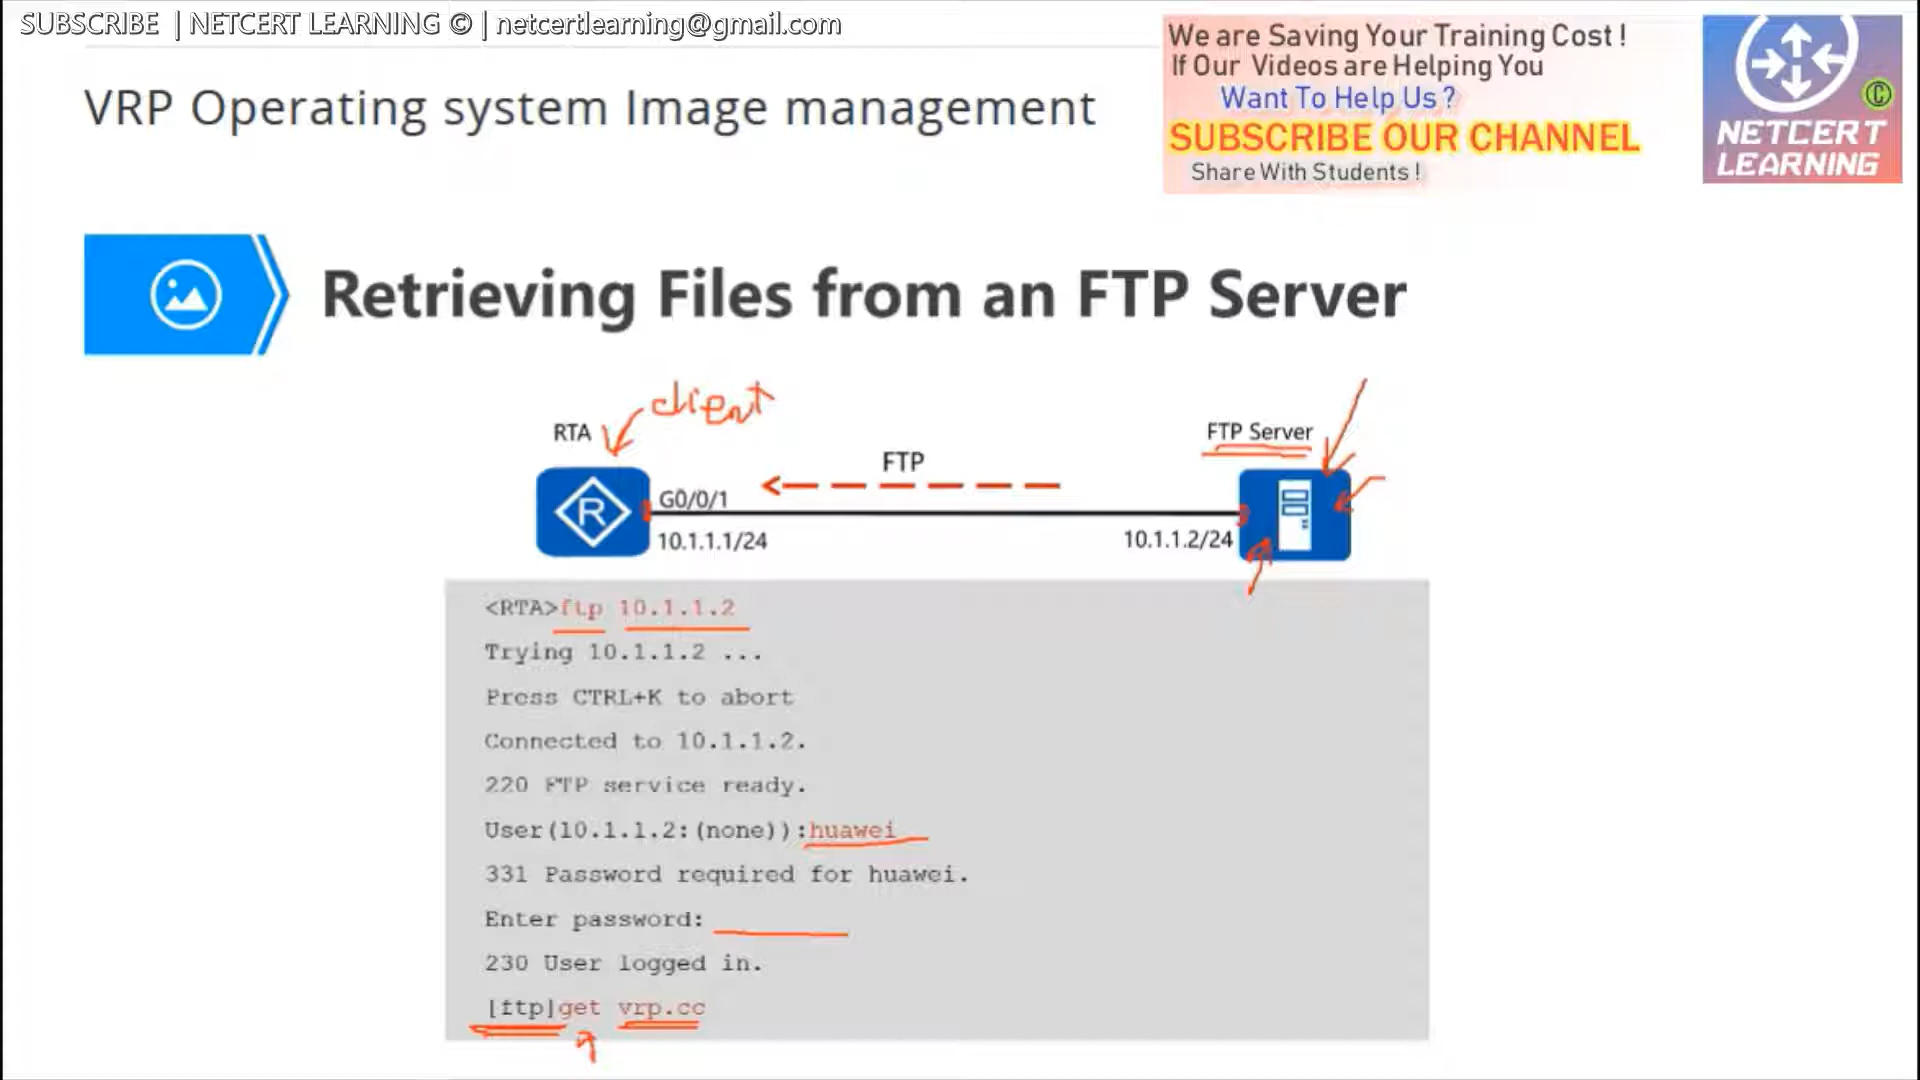 SUBSCRIBE | NETCERT LEARNING © | netcertlearning@gmail.com
We are Saving Your Training Cost !
If Our Videos are Helping You
Want To Help Us ?
SUBSCRIBE OUR CHANNEL
Share With Students !
©
NETCERT
LEARNING
VRP Operating system Image management
Retrieving Files from an FTP Server
client
RTA
FTP Server
FTP
R
G0/0/1
10.1.1.1/24
10.1.1.2/24
<RTA>ftp 10.1.1.2
Trying 10.1.1.2 ...
Press CTRL+K to abort
Connected to 10.1.1.2.
220 FTP service ready.
User(10.1.1.2:(none)):huawei
331 Password required for huawei.
Enter password:
230 User logged in.
[ftp]get vrp.cc